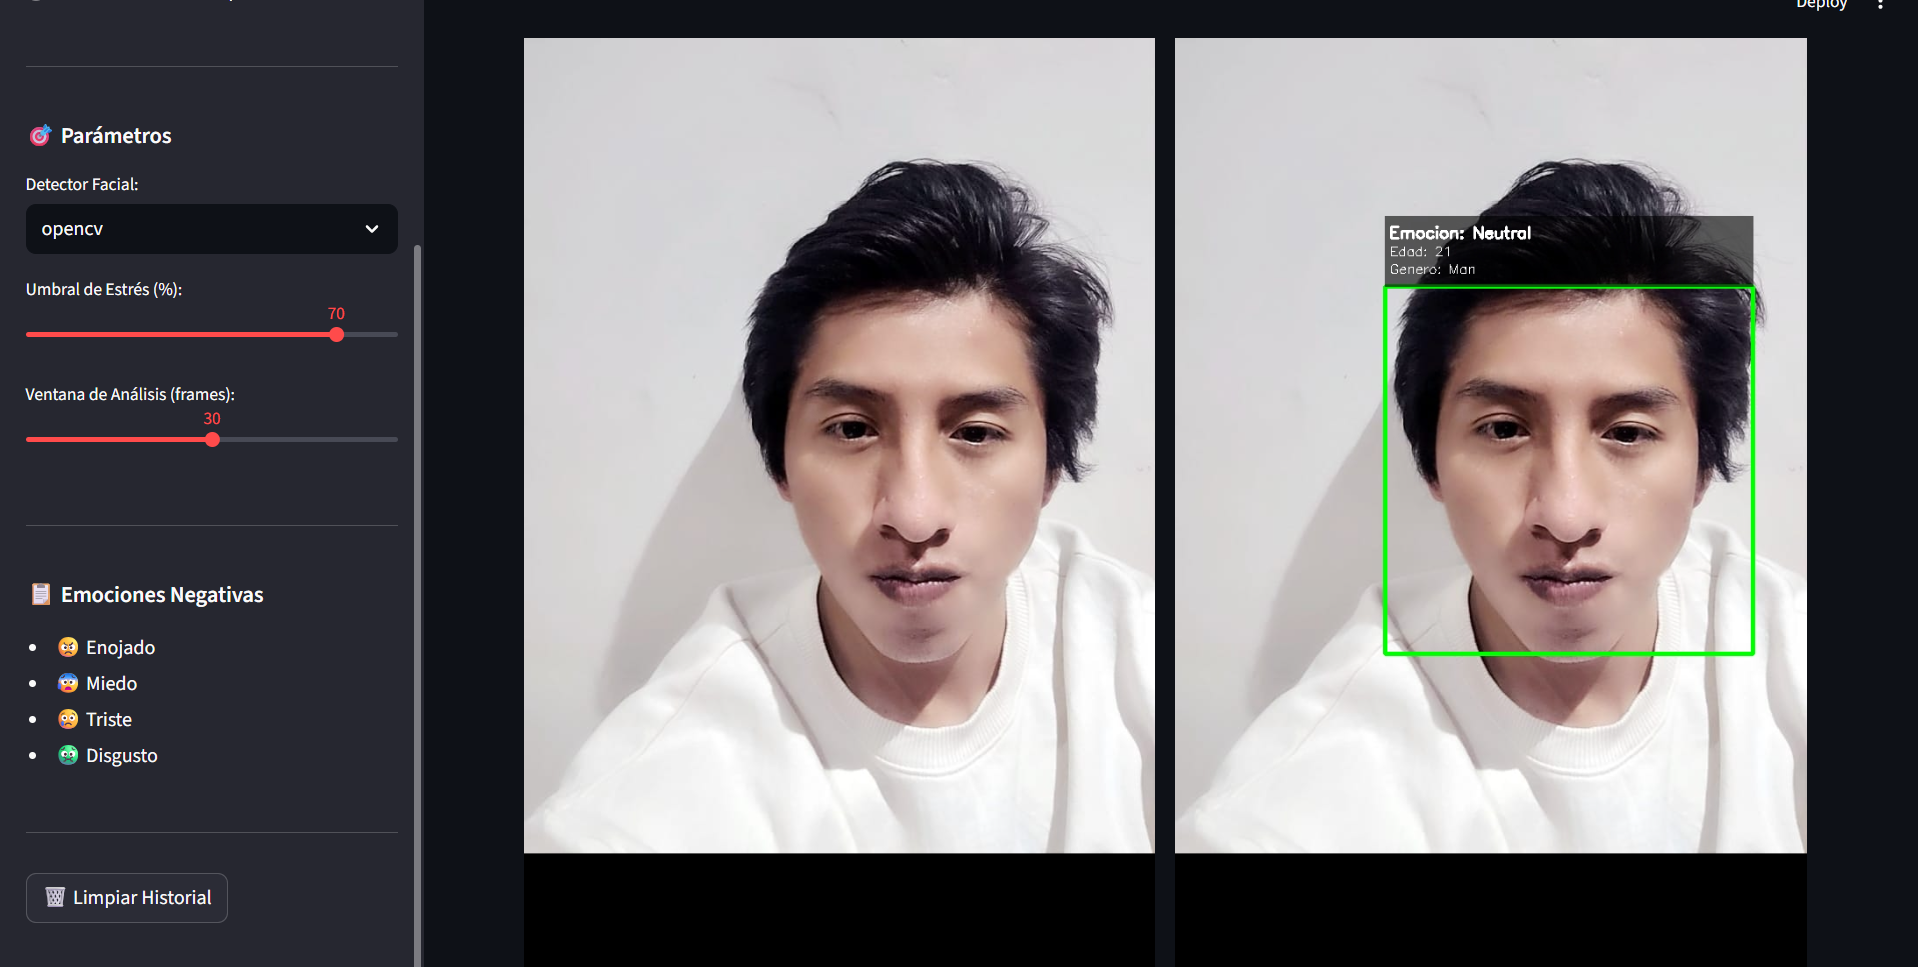 Deploy
Parámetros
Detector Facial:
opencv
Umbral de Estrés (%):
70
Ventana de Análisis (frames):
30
Emociones Negativas
Enojado
Miedo
Triste
Disgusto
Limpiar Historial
Emocion: Neutral
Edad: 21
Genero: Man